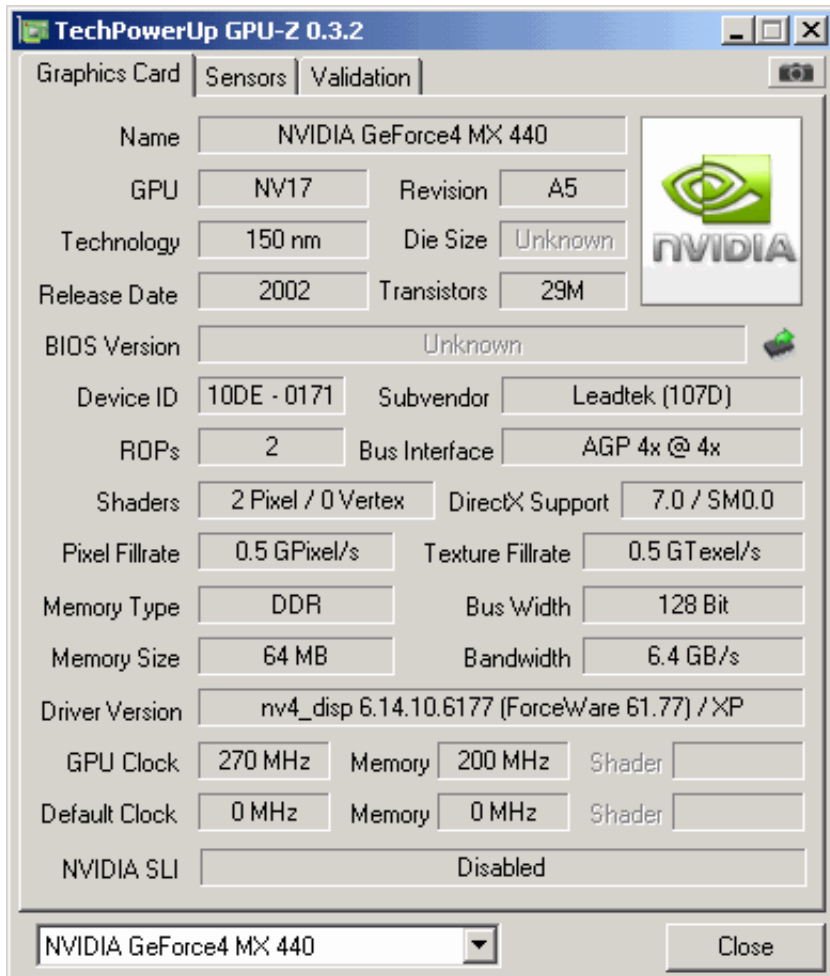 TechPowerUp GPU-Z 0.3.2
Graphics Card Sensors Validation
Name NVIDIA GeForce4 MX 440
GPU NV17 Revision A5
Technology 150 nm Die Size Unknown
nVIDIA
Release Date 2002 Transistors 29M
BIOS Version Unknown
Device ID 10DE - 0171 Subvendor Leadtek (107D)
ROPs 2 Bus Interface AGP 4x @ 4x
Shaders 2 Pixel / 0 Vertex DirectX Support 7.0 / SM0.0
Pixel Fillrate 0.5 GPixel/s Texture Fillrate 0.5 GTexel/s
Memory Type DDR Bus Width 128 Bit
Memory Size 64 MB Bandwidth 6.4 GB/s
Driver Version nv4_disp 6.14.10.6177 (ForceWare 61.77) / XP
GPU Clock 270 MHz Memory 200 MHz Shader
Default Clock 0 MHz Memory 0 MHz Shader
NVIDIA SLI Disabled
NVIDIA GeForce4 MX 440 Close